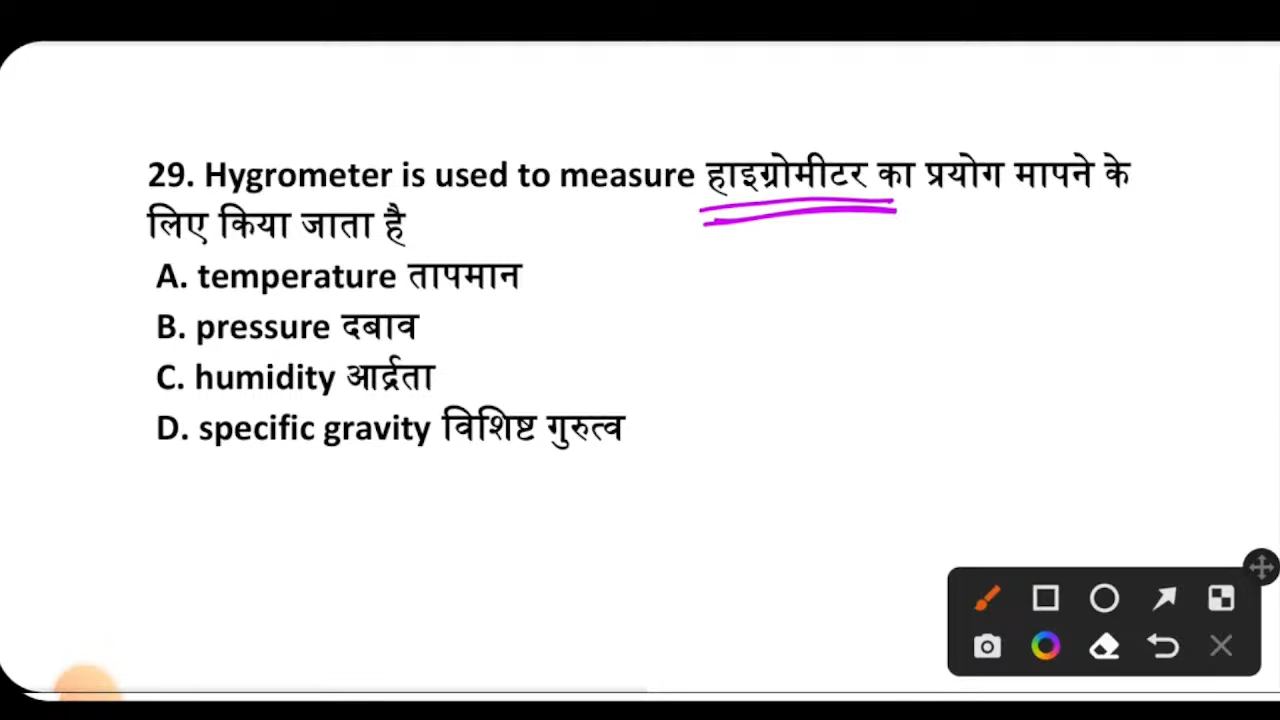 29. Hygrometer is used to measure हाइग्रोमीटर का प्रयोग मापने के
लिए किया जाता है
A. temperature तापमान
B. pressure दबाव
C. humidity आर्द्रता
D. specific gravity विशिष्ट गुरुत्व